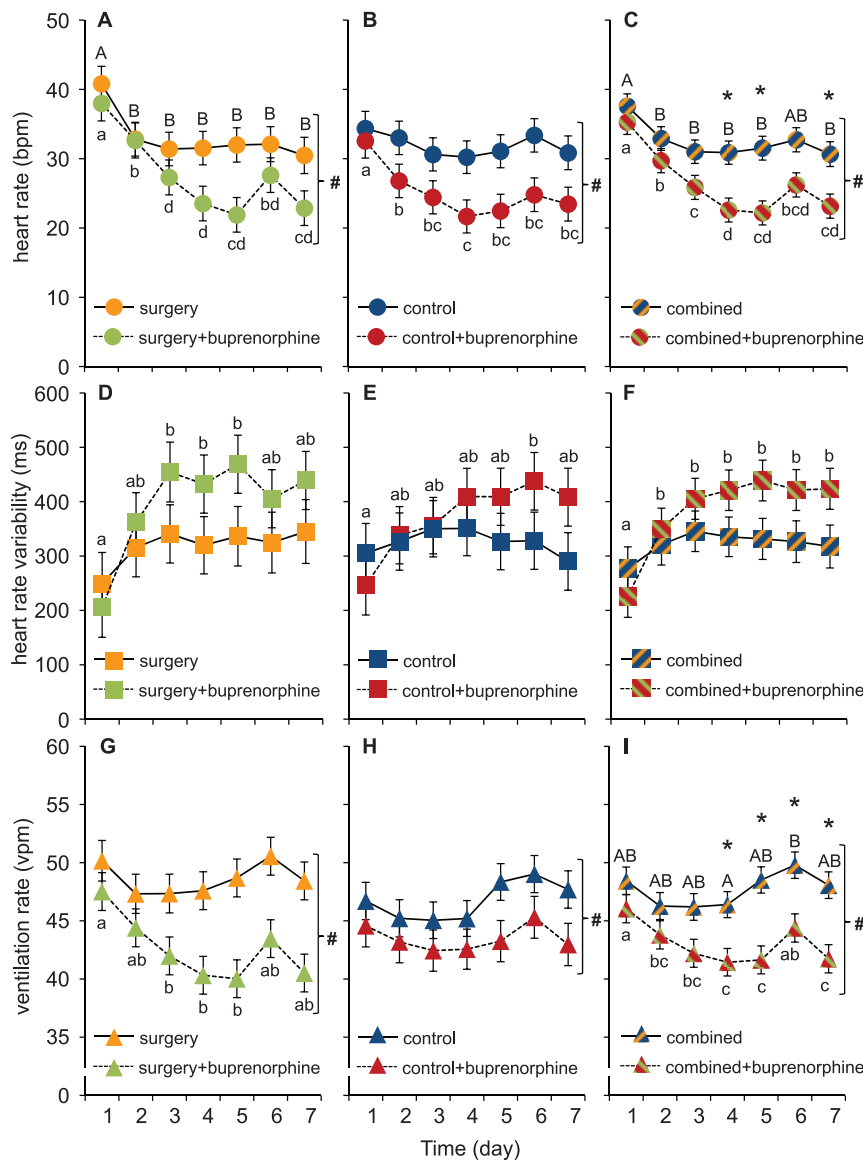 A B C
heart rate (bpm)
50
40
30
20
10
0
A B B B B B B
a b d d cd bd cd
#
surgery
surgery+buprenorphine
a b bc c bc bc bc
#
control
control+buprenorphine
* * *
A B B B B AB B
a b c d cd bcd cd
#
combined
combined+buprenorphine
D E F
heart rate variability (ms)
600
500
400
300
200
100
0
a ab b b b ab ab
surgery
surgery+buprenorphine
a ab ab ab ab b ab
control
control+buprenorphine
a b b b b b b
combined
combined+buprenorphine
G H I
ventilation rate (vpm)
60
50
45
40
35
0
a ab b b b ab ab
#
surgery
surgery+buprenorphine
#
control
control+buprenorphine
* * * *
AB AB AB A AB B AB
a bc bc c c ab c
#
combined
combined+buprenorphine
1 2 3 4 5 6 7 1 2 3 4 5 6 7 1 2 3 4 5 6 7
Time (day)